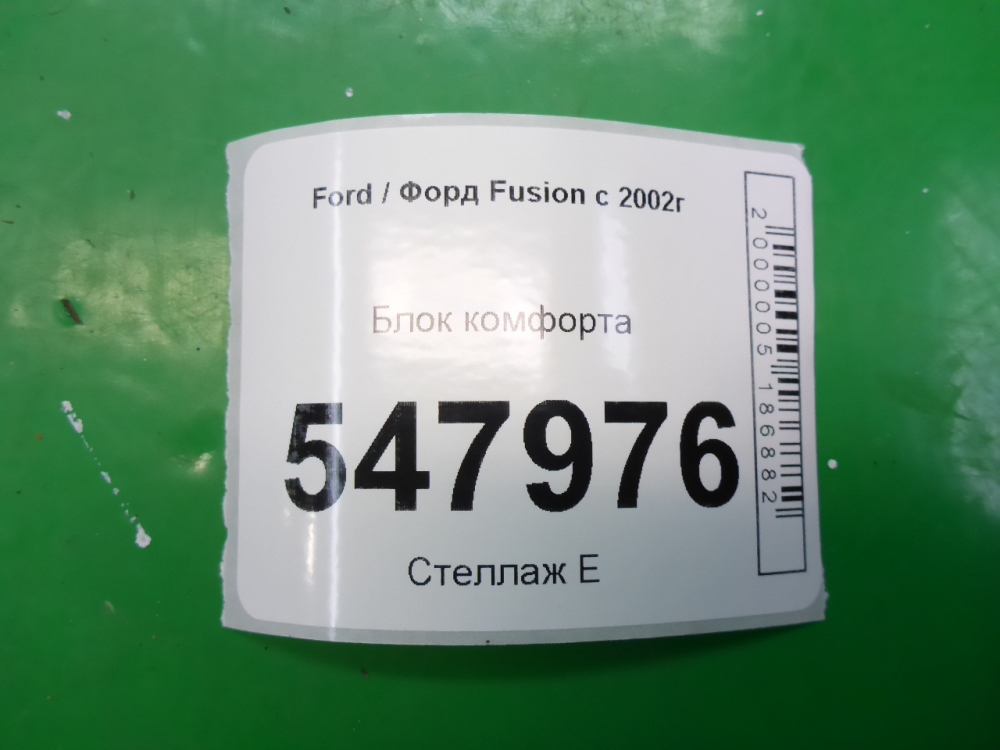 Ford / Форд Fusion с 2002г
Блок комфорта
547976
Стеллаж Е
2000005186882